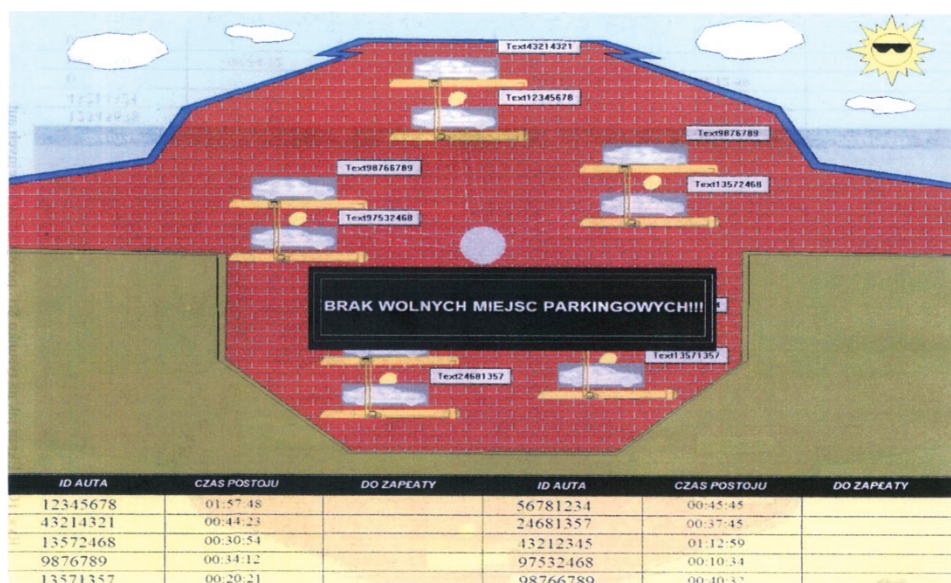 Text43214321
Text12345678
Text9876789
Text98766789
Text13572468
Text97532468
BRAK WOLNYCH MIEJSC PARKINGOWYCH!!!
Text13571357
Text24681357
ID AUTA CZAS POSTOJU DO ZAPŁATY ID AUTA CZAS POSTOJU DO ZAPŁATY
12345678 01:57:48 56781234 00:45:45
43214321 00:44:23 24681357 00:37:45
13572468 00:30:54 43212345 01:12:59
9876789 00:34:12 97532468 00:10:34
13571357 00:20:21 98766789 00:40:32